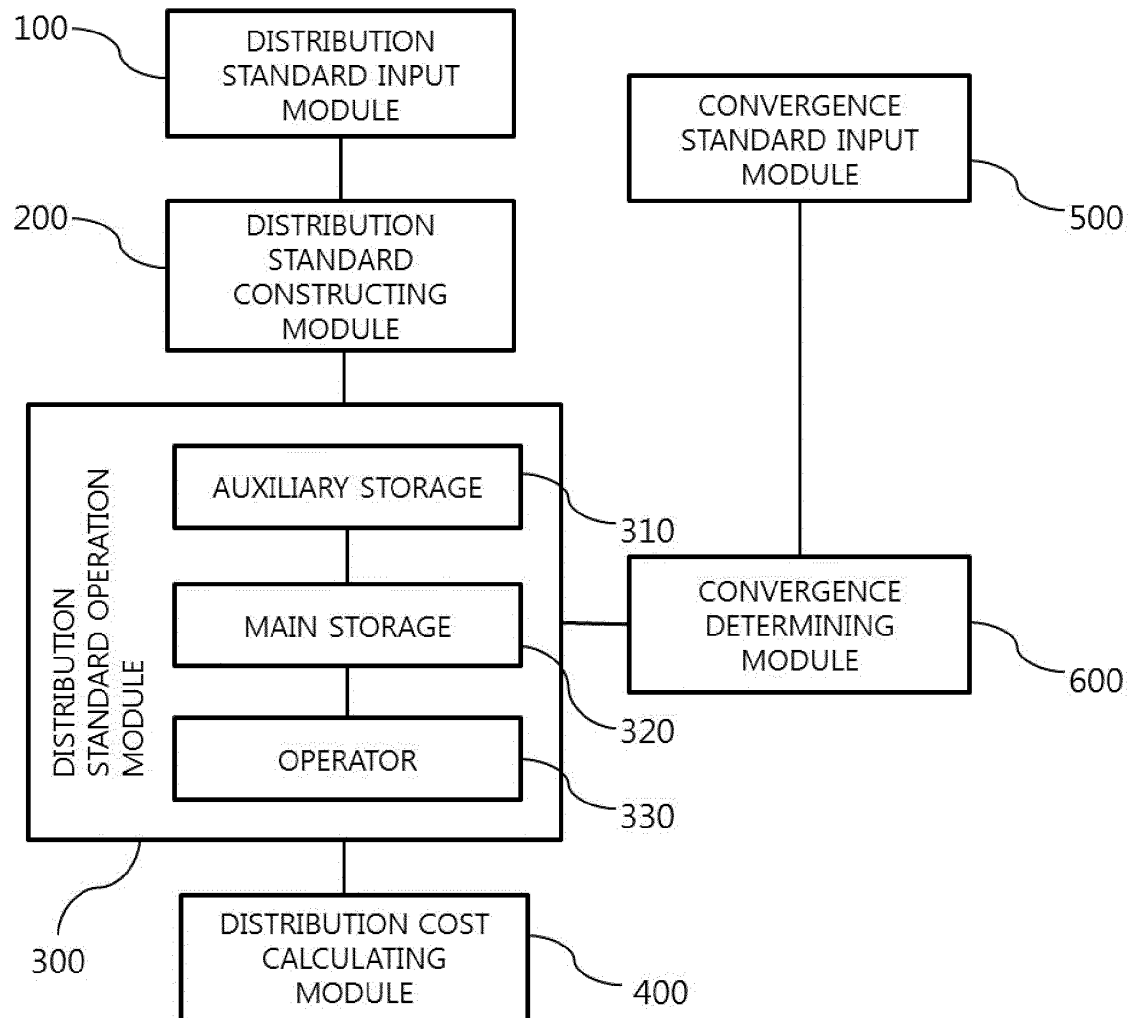 100
DISTRIBUTION
STANDARD INPUT
MODULE
CONVERGENCE
STANDARD INPUT
MODULE
500
200
DISTRIBUTION
STANDARD
CONSTRUCTING
MODULE
DISTRIBUTION
STANDARD OPERATION
MODULE
AUXILIARY STORAGE
310
MAIN STORAGE
320
OPERATOR
330
300
CONVERGENCE
DETERMINING
MODULE
600
DISTRIBUTION COST
CALCULATING
MODULE
400